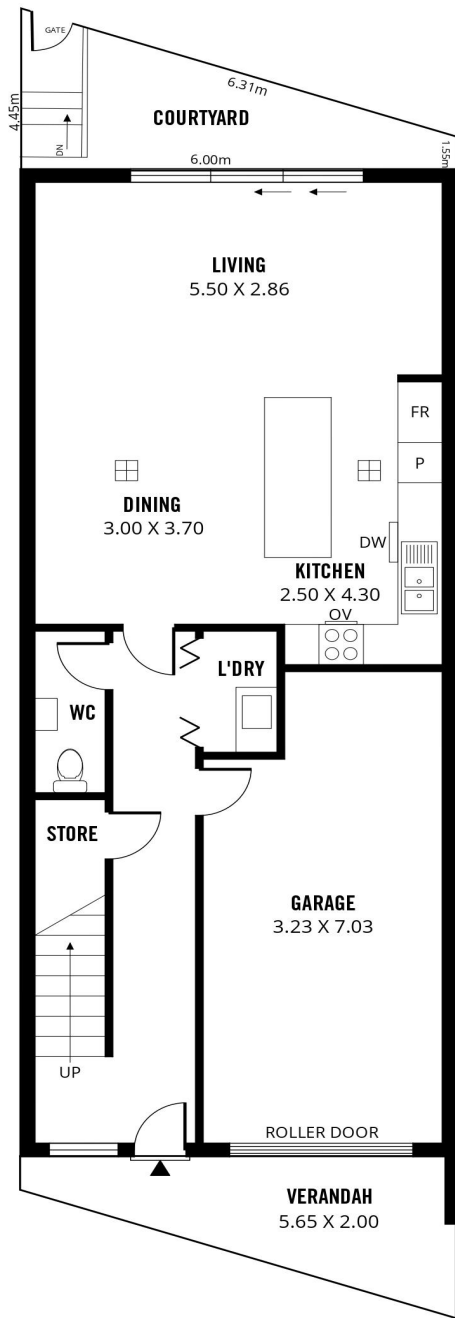 GATE
6.31m
4.45m
COURTYARD
DN
6.00m
1.55m
LIVING
5.50 X 2.86
FR
P
DINING
3.00 X 3.70
DW
KITCHEN
2.50 X 4.30
OV
L'DRY
WC
STORE
GARAGE
3.23 X 7.03
UP
ROLLER DOOR
VERANDAH
5.65 X 2.00